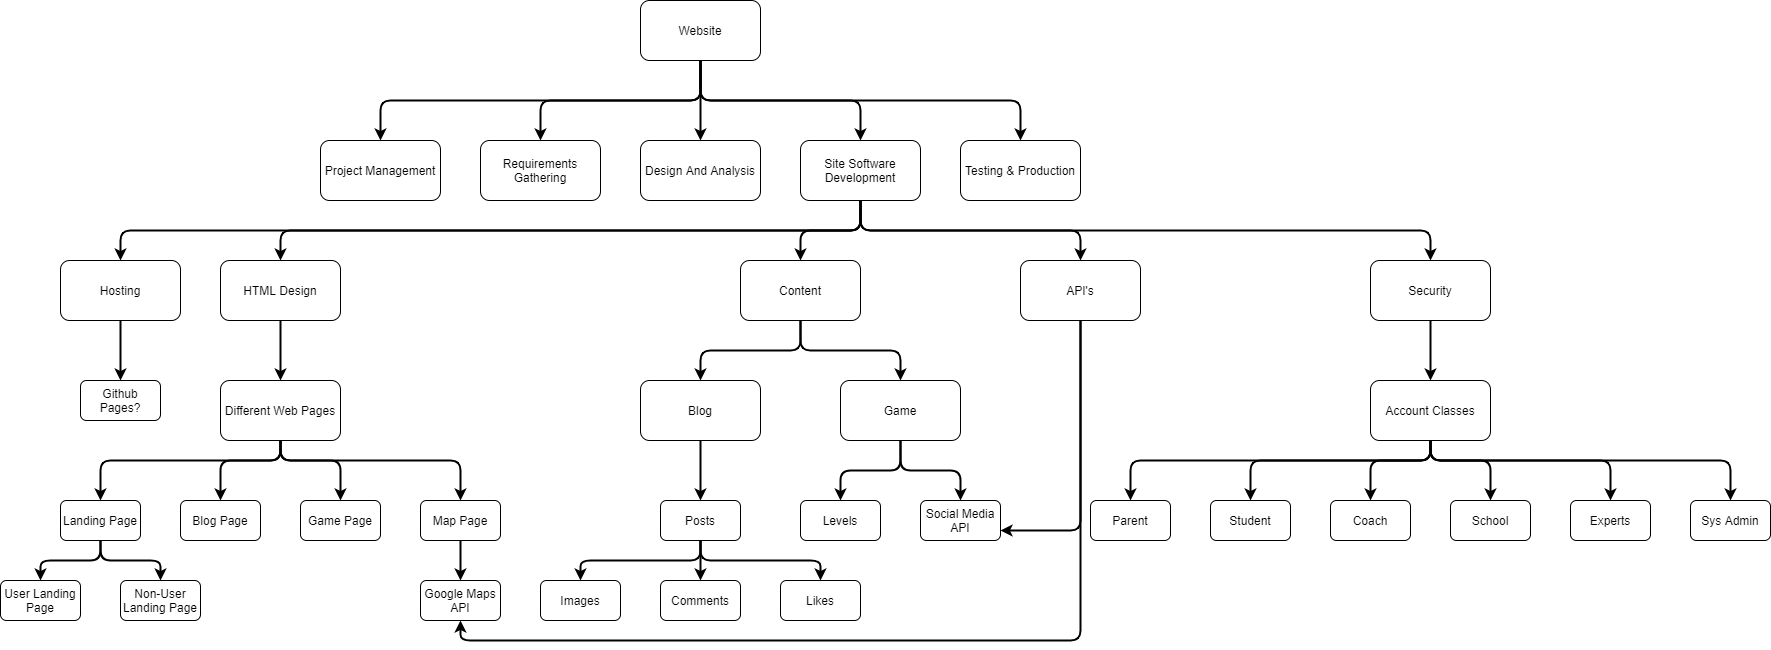 Website
Project Management
Requirements
Gathering
Design And Analysis
Site Software
Development
Testing & Production
Hosting
HTML Design
Content
API's
Security
Github
Pages?
Different Web Pages
Blog
Game
Account Classes
Landing Page
Blog Page
Game Page
Map Page
Posts
Levels
Social Media
API
Parent
Student
Coach
School
Experts
Sys Admin
User Landing
Page
Non-User
Landing Page
Google Maps
API
Images
Comments
Likes